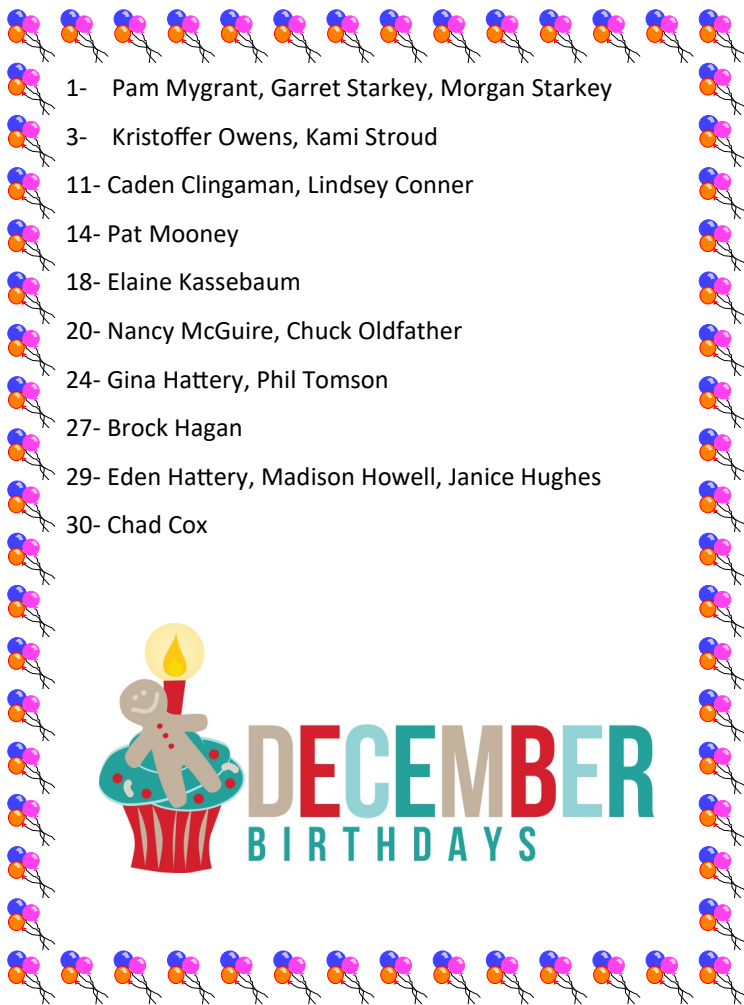 1- Pam Mygrant, Garret Starkey, Morgan Starkey
3- Kristoffer Owens, Kami Stroud
11- Caden Clingaman, Lindsey Conner
14- Pat Mooney
18- Elaine Kassebaum
20- Nancy McGuire, Chuck Oldfather
24- Gina Hattery, Phil Tomson
27- Brock Hagan
29- Eden Hattery, Madison Howell, Janice Hughes
30- Chad Cox
DECEMBER
BIRTHDAYS